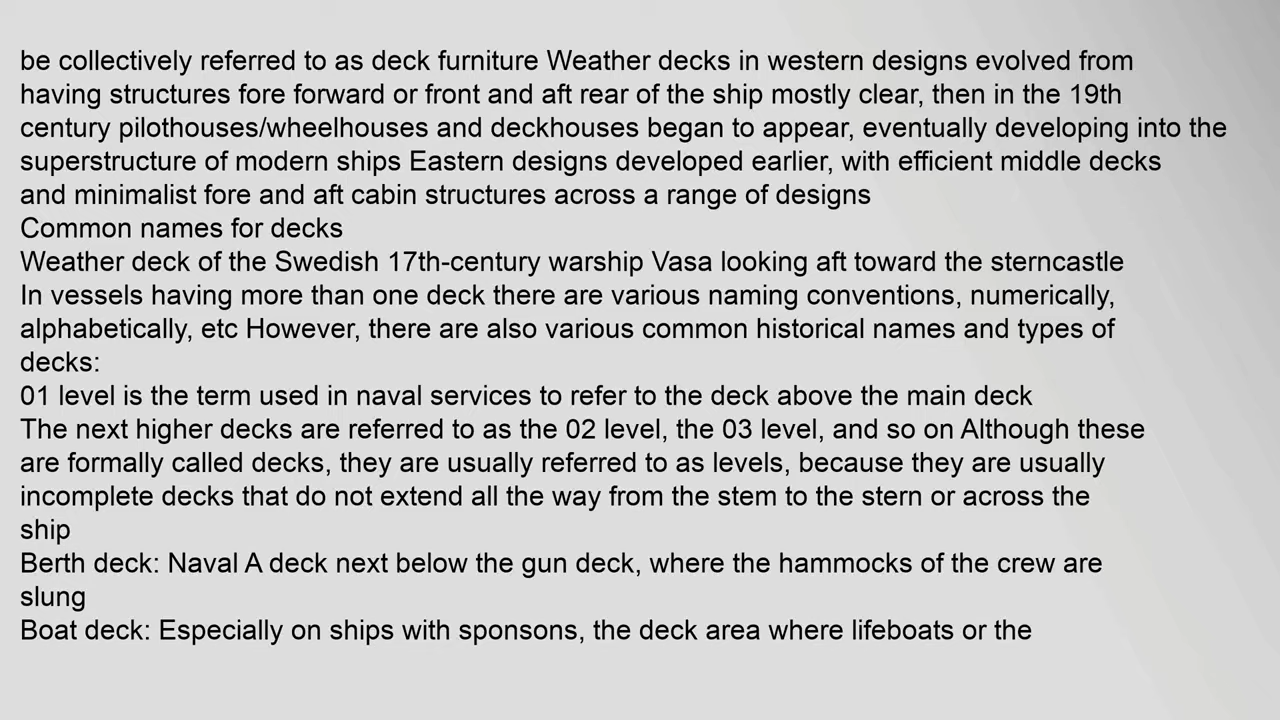 be collectively referred to as deck furniture Weather decks in western designs evolved from
having structures fore forward or front and aft rear of the ship mostly clear, then in the 19th
century pilothouses/wheelhouses and deckhouses began to appear, eventually developing into the
superstructure of modern ships Eastern designs developed earlier, with efficient middle decks
and minimalist fore and aft cabin structures across a range of designs
Common names for decks
Weather deck of the Swedish 17th-century warship Vasa looking aft toward the sterncastle
In vessels having more than one deck there are various naming conventions, numerically,
alphabetically, etc However, there are also various common historical names and types of
decks:
01 level is the term used in naval services to refer to the deck above the main deck
The next higher decks are referred to as the 02 level, the 03 level, and so on Although these
are formally called decks, they are usually referred to as levels, because they are usually
incomplete decks that do not extend all the way from the stem to the stern or across the
ship
Berth deck: Naval A deck next below the gun deck, where the hammocks of the crew are
slung
Boat deck: Especially on ships with sponsons, the deck area where lifeboats or the